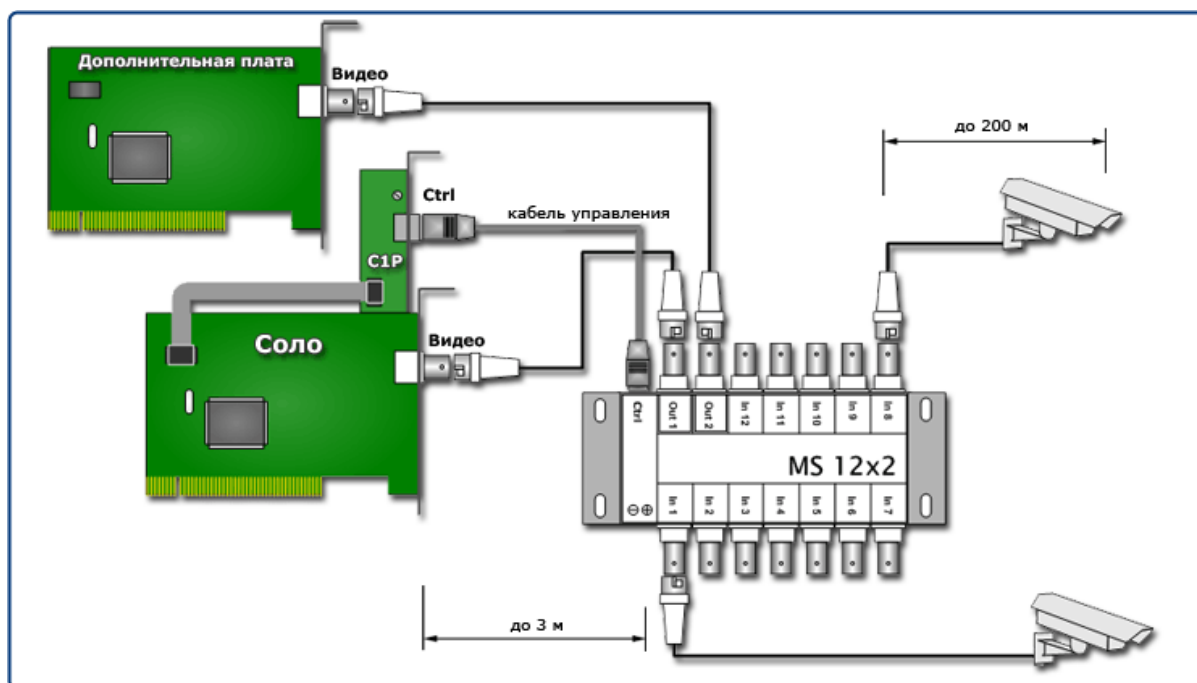 Дополнительная плата
Видео
до 200 м
Ctrl
кабель управления
C1P
Соло
Видео
Ctrl
Out 1
Out 2
In 12
In 11
In 10
In 9
In 8
MS 12x2
In 1
In 2
In 3
In 4
In 5
In 6
In 7
до 3 м